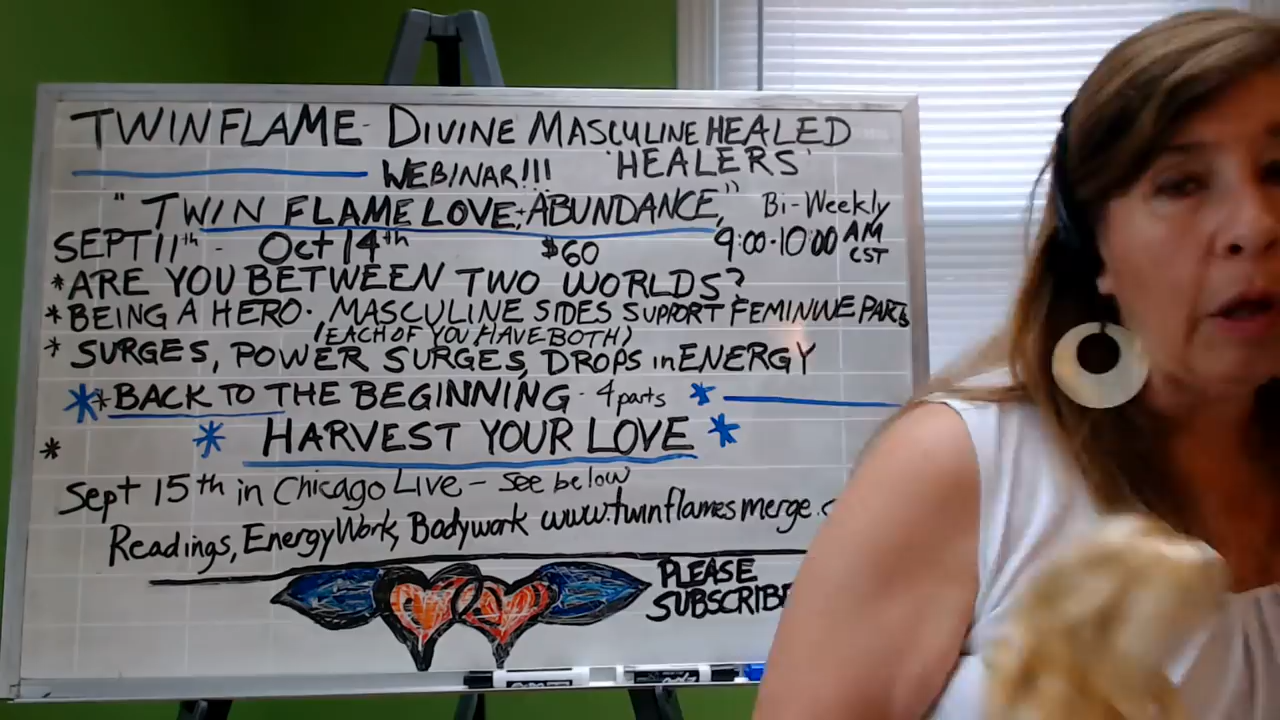 TWINFLAME - DIVINE MASCULINE HEALED
WEBINAR!!! 'HEALERS'
"TWIN FLAME LOVE + ABUNDANCE," Bi-Weekly
SEPT 11th - Oct 14th $60 9:00-10:00 AM CST
*ARE YOU BETWEEN TWO WORLDS?
*BEING A HERO. MASCULINE SIDES SUPPORT FEMININE PARTS
(EACH OF YOU HAVE BOTH)
* SURGES, POWER SURGES, DROPS in ENERGY
** BACK TO THE BEGINNING - 4 parts *
* * HARVEST YOUR LOVE *
Sept 15th in Chicago Live - see below
Readings, EnergyWork, Bodywork www.twinflamesmerge.
PLEASE
SUBSCRIBE